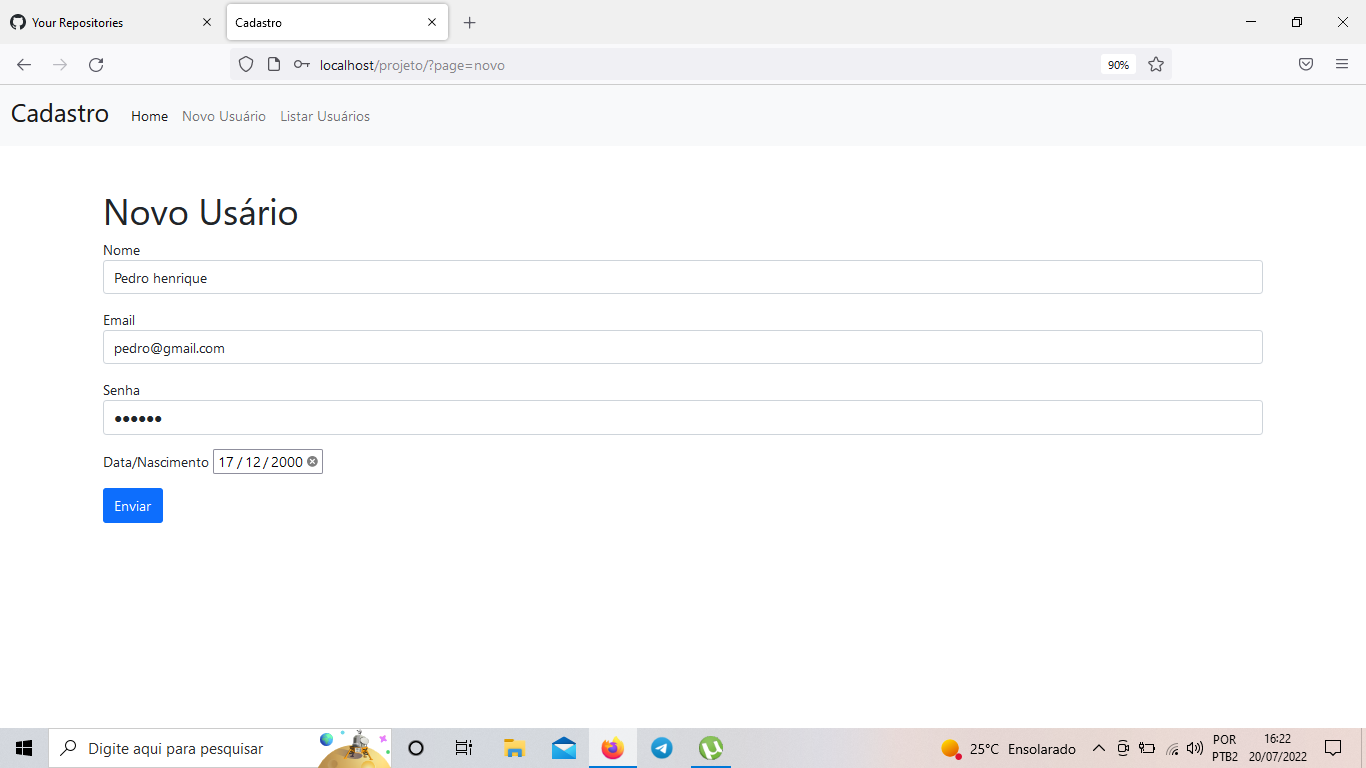 Your Repositories
Cadastro
localhost/projeto/?page=novo
90%
Cadastro Home Novo Usuário Listar Usuários
Novo Usário
Nome
Pedro henrique
Email
pedro@gmail.com
Senha
●●●●●●
Data/Nascimento 17 / 12 / 2000
Enviar
Digite aqui para pesquisar
25°C Ensolarado
POR
PTB2
16:22
20/07/2022